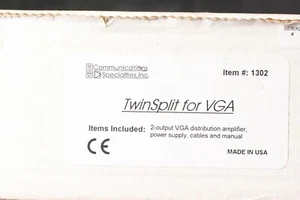 Communications
Specialties, Inc.
Item #: 1302
TwinSplit for VGA
Items Included: 2-output VGA distribution amplifier,
power supply, cables and manual
CE
MADE IN USA